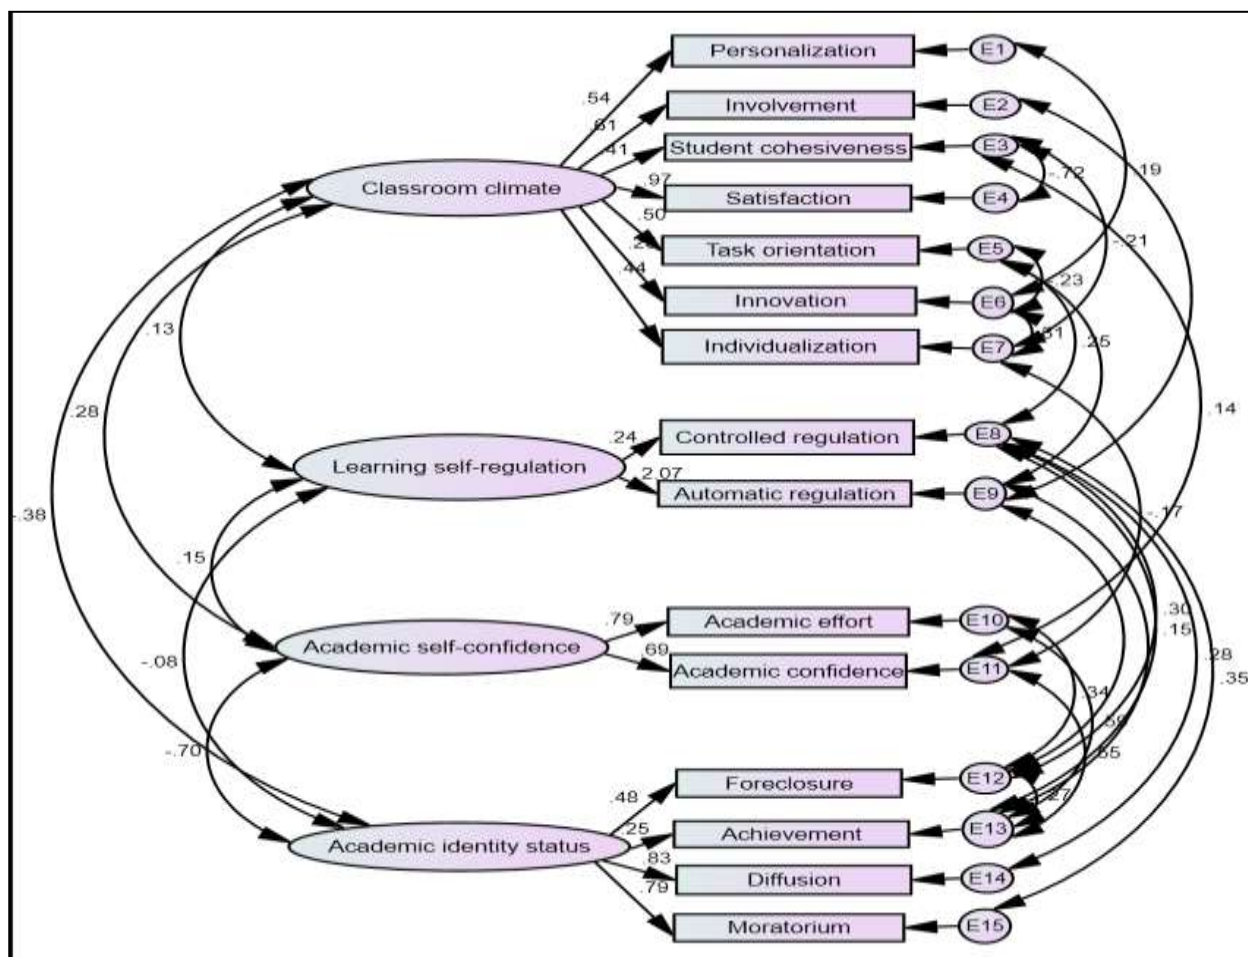 Personalization
E1
.54
Involvement
E2
.61
Student cohesiveness
E3
.41
-.72
.19
Classroom climate
.97
Satisfaction
E4
.50
Task orientation
E5
-.21
.44
Innovation
E6
-.23
.13
Individualization
E7
.31
.25
.28
.14
.24
Controlled regulation
E8
Learning self-regulation
2.07
Automatic regulation
E9
-.38
-.17
.15
.79
Academic effort
E10
.30
.15
Academic self-confidence
.69
Academic confidence
E11
-.08
.28
.35
.34
-.70
Foreclosure
E12
.48
Achievement
E13
.25
Academic identity status
.83
Diffusion
E14
.79
Moratorium
E15